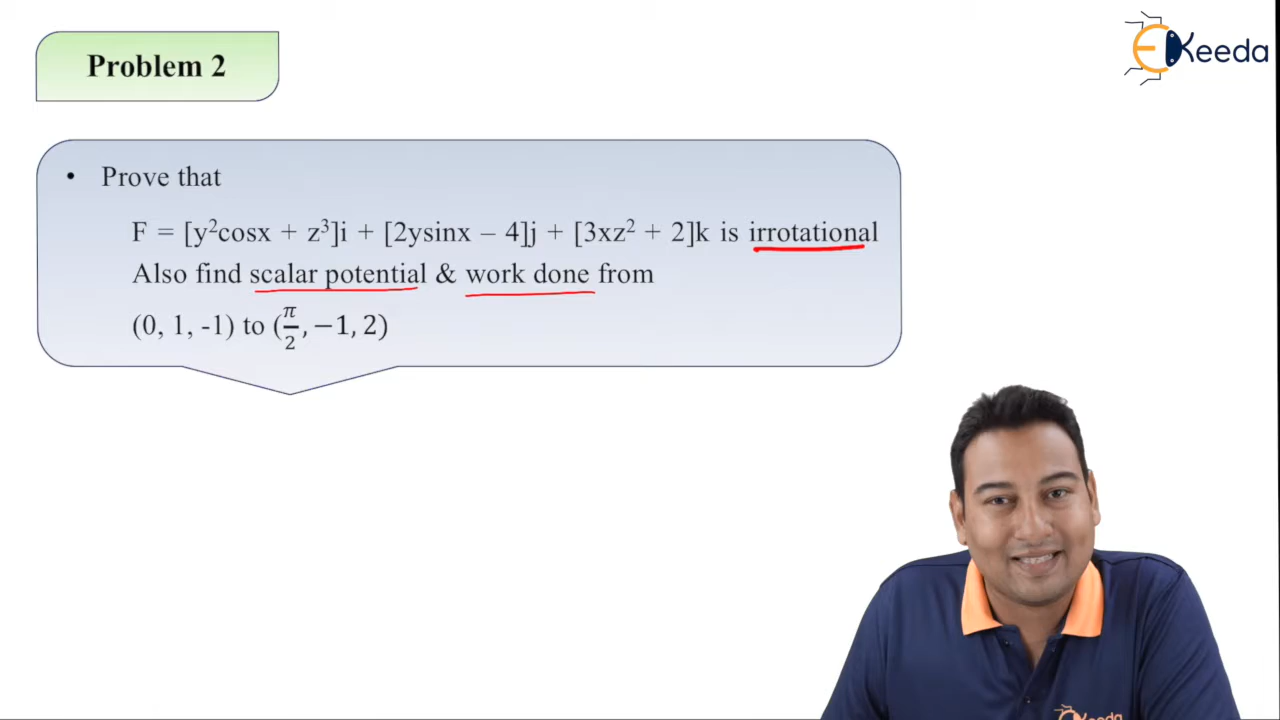 Problem 2
EKeeda
• Prove that
F = [y²cosx + z³]i + [2ysinx – 4]j + [3xz² + 2]k is irrotational
Also find scalar potential & work done from
(0, 1, -1) to (π/2, −1, 2)
Keeda